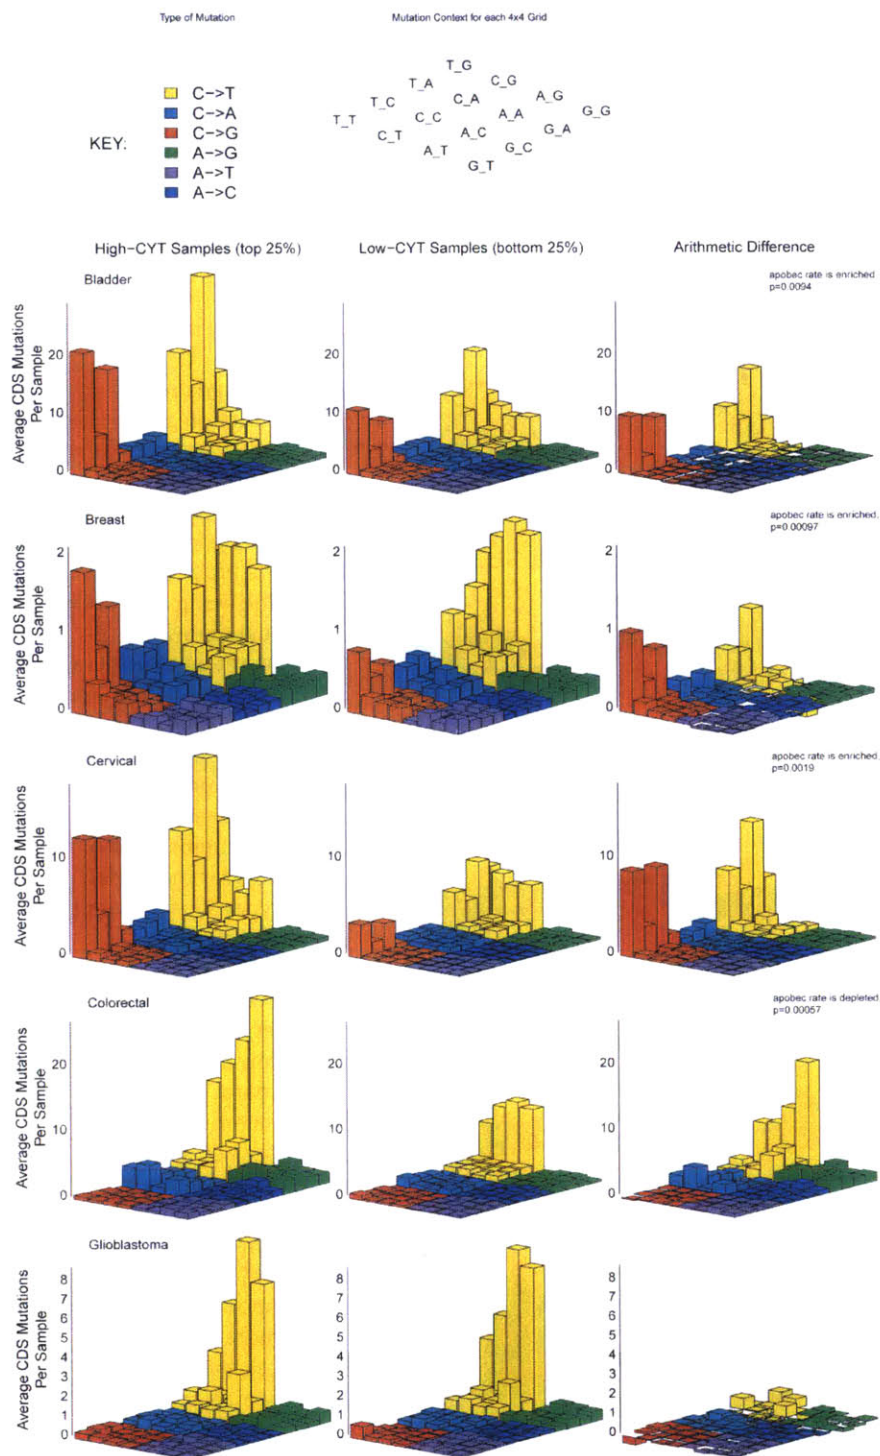 Type of Mutation
Mutation Context for each 4x4 Grid
KEY:
C->T
C->A
C->G
A->G
A->T
A->C
T_G
T_A C_G
T_C C_A A_G
T_T C_C A_A G_G
C_T A_C G_A
A_T G_C
G_T
High-CYT Samples (top 25%)
Low-CYT Samples (bottom 25%)
Arithmetic Difference
Bladder
apobec rate is enriched
p=0.0094
Average CDS Mutations
Per Sample
20
10
0
20
10
0
20
10
0
Breast
apobec rate is enriched.
p=0.00097
Average CDS Mutations
Per Sample
2
1
0
2
1
0
2
1
0
Cervical
apobec rate is enriched
p=0.0019
Average CDS Mutations
Per Sample
10
0
10
0
10
0
Colorectal
apobec rate is depleted
p=0.00057
Average CDS Mutations
Per Sample
20
10
0
20
10
0
20
10
0
Glioblastoma
Average CDS Mutations
Per Sample
8
7
6
5
4
3
2
1
0
8
7
6
5
4
3
2
1
0
8
7
6
5
4
3
2
1
0